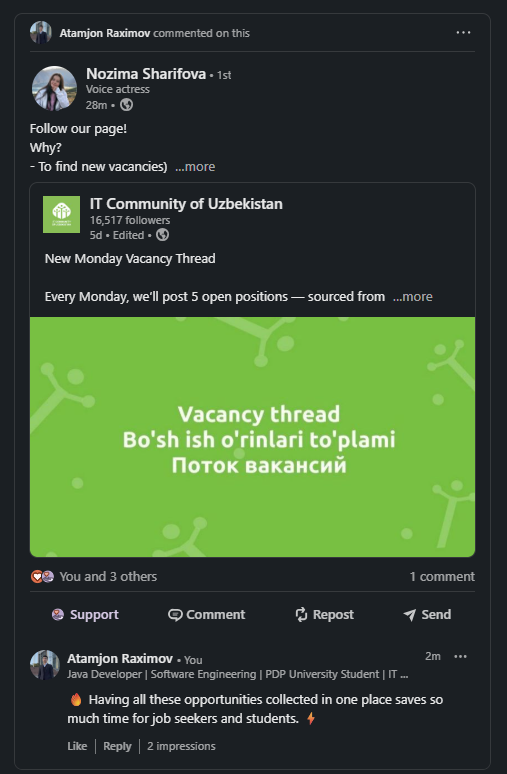 Atamjon Raximov commented on this
Nozima Sharifova • 1st
Voice actress
28m •
Follow our page!
Why?
- To find new vacancies) ...more
IT Community of Uzbekistan
16,517 followers
5d • Edited •
New Monday Vacancy Thread
Every Monday, we'll post 5 open positions — sourced from ...more
Vacancy thread
Bo'sh ish o'rinlari to'plami
Поток вакансий
You and 3 others
1 comment
Support
Comment
Repost
Send
Atamjon Raximov • You
2m
Java Developer | Software Engineering | PDP University Student | IT ...
🔥 Having all these opportunities collected in one place saves so
much time for job seekers and students. ⚡
Like | Reply | 2 impressions